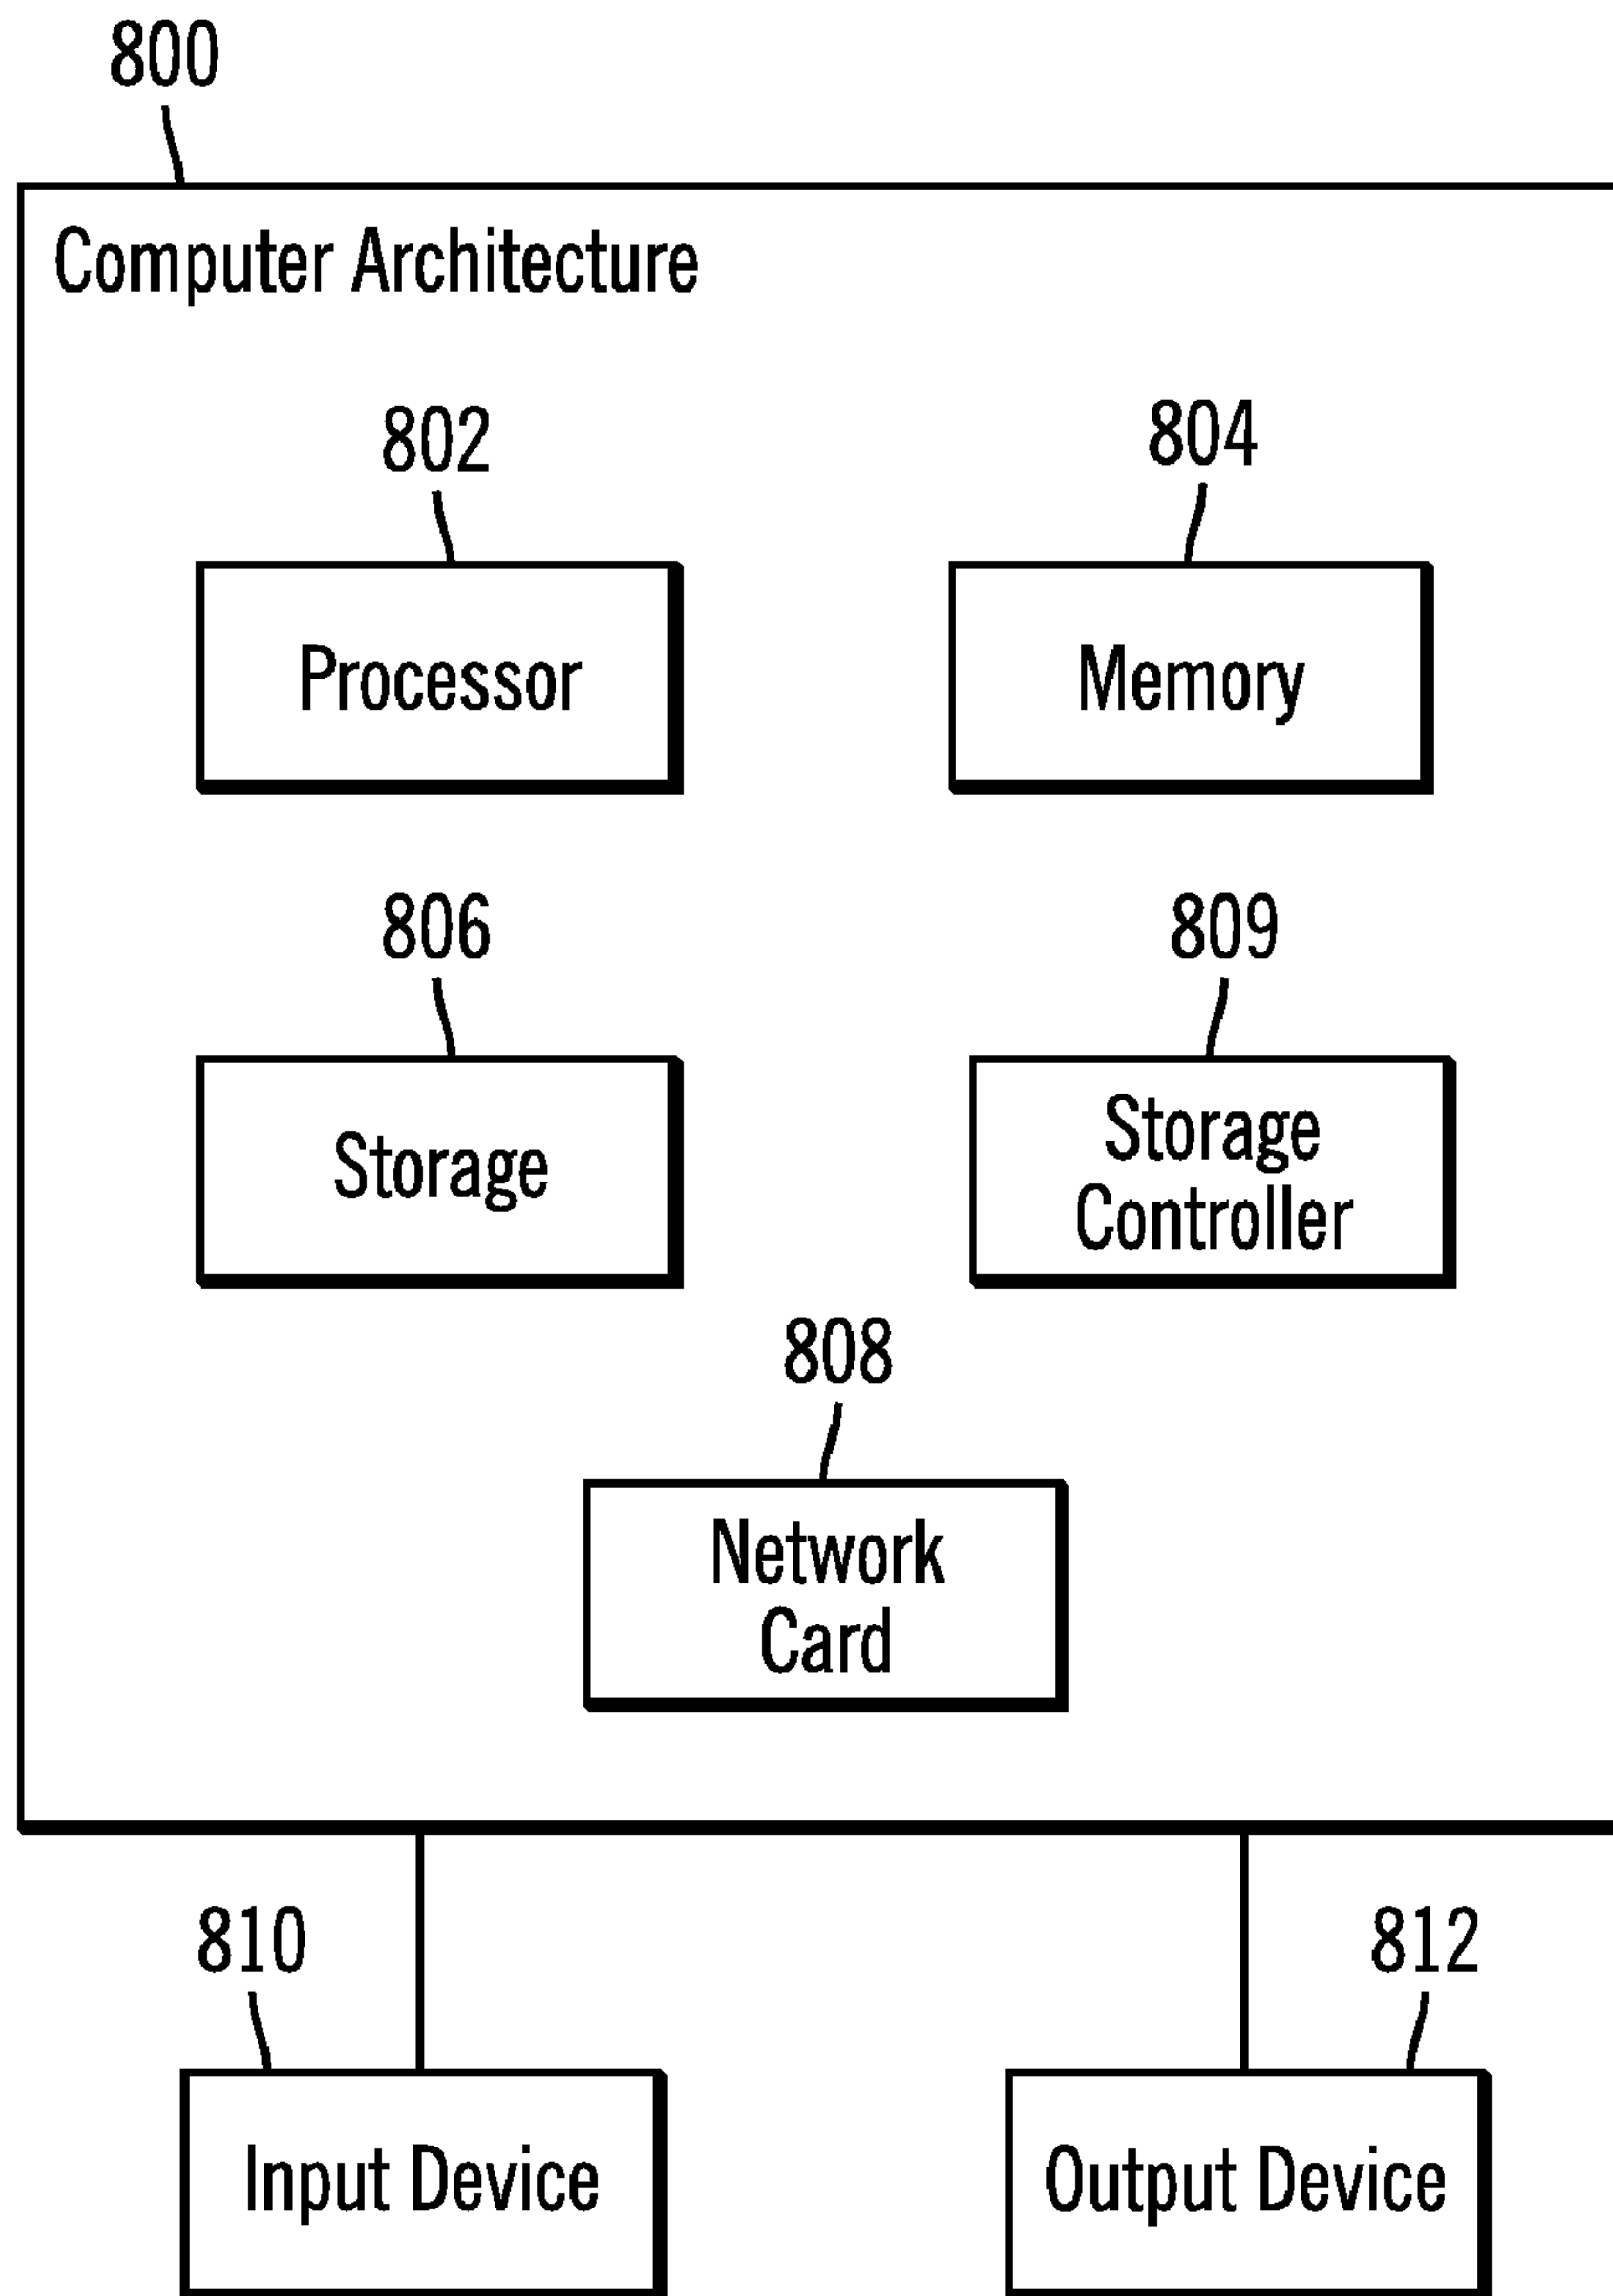 800
Computer Architecture
802
804
Processor
Memory
806
809
Storage
Storage
Controller
808
Network
Card
810
812
Input Device
Output Device